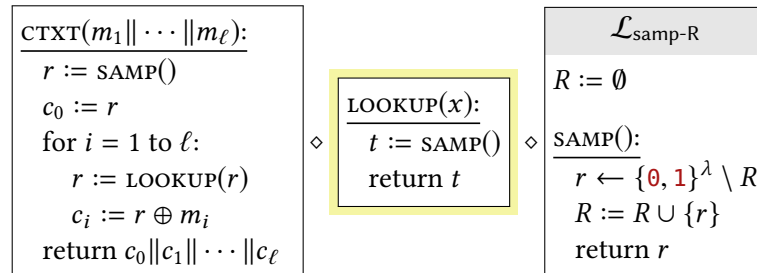 CTXT(m₁‖ · · · ‖mℓ):
r := SAMP()
c₀ := r
for i = 1 to ℓ:
r := LOOKUP(r)
cᵢ := r ⊕ mᵢ
return c₀‖c₁‖ · · · ‖cℓ
⋄
LOOKUP(x):
t := SAMP()
return t
⋄
𝓛samp-R
R := ∅
SAMP():
r ← {0, 1}^λ \ R
R := R ∪ {r}
return r